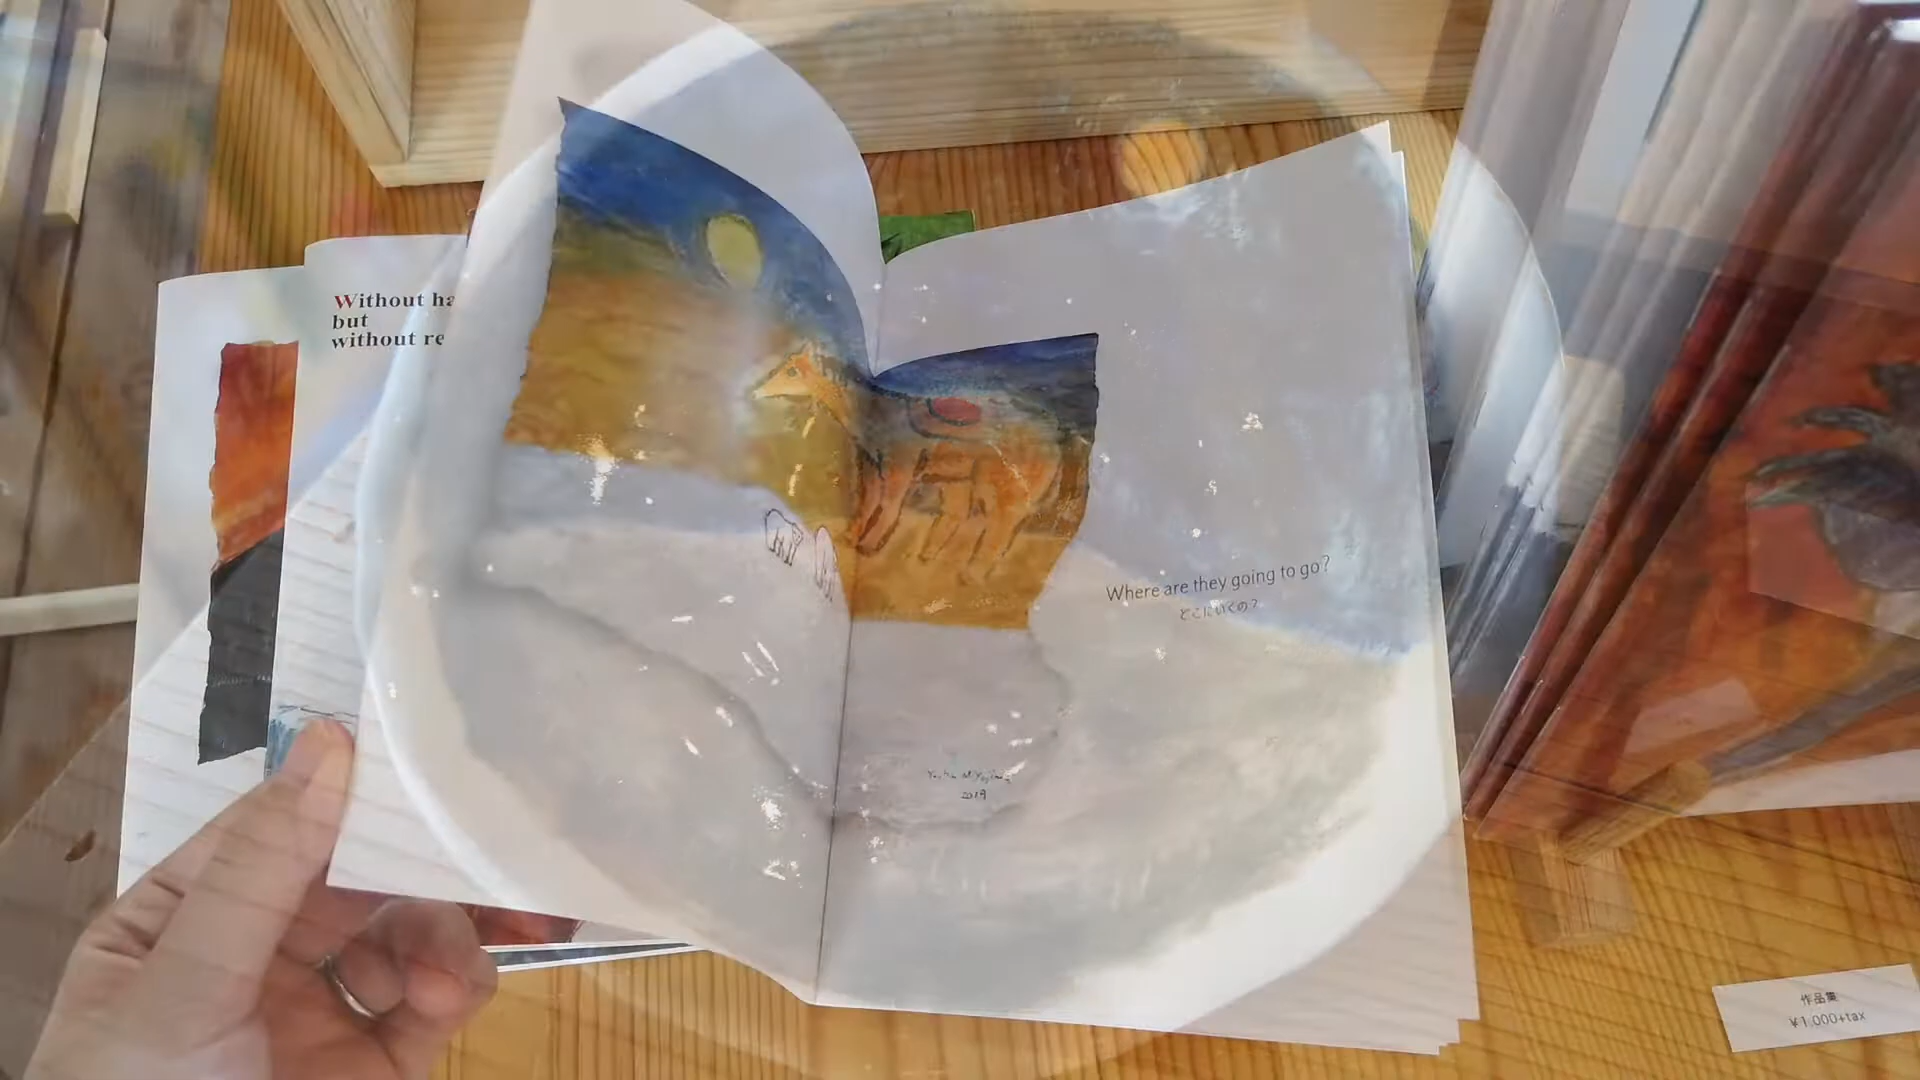 Without ha
but
without re
Where are they going to go?
どこにいくの?
2019
作品集
¥1,000+tax